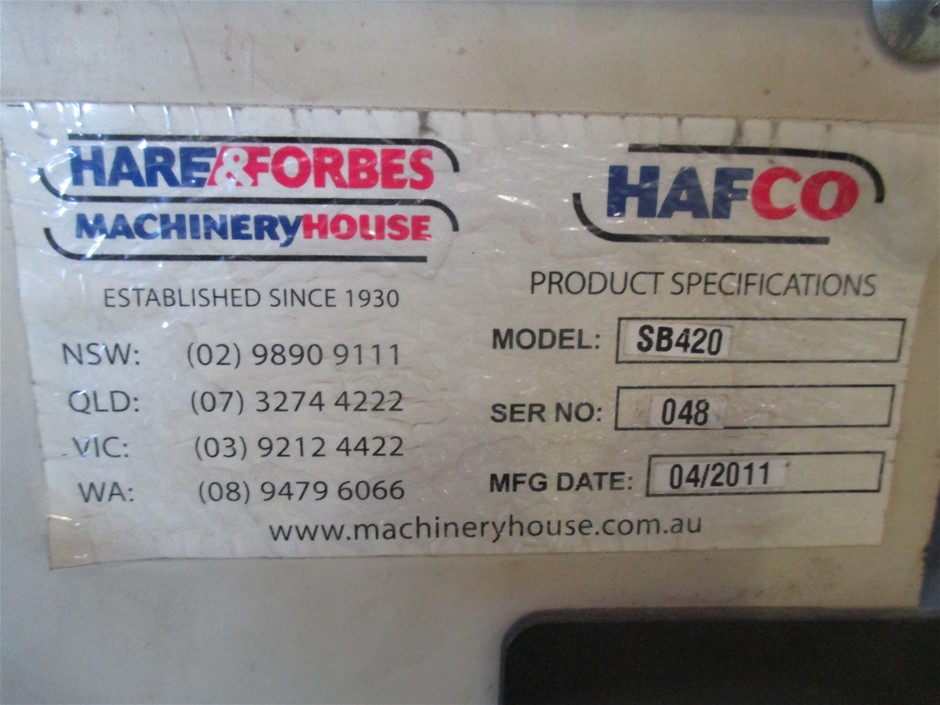 HARE&FORBES
MACHINERYHOUSE
ESTABLISHED SINCE 1930
NSW: (02) 9890 9111
QLD: (07) 3274 4222
VIC: (03) 9212 4422
WA: (08) 9479 6066
HAFCO
PRODUCT SPECIFICATIONS
MODEL: SB420
SER NO: 048
MFG DATE: 04/2011
www.machineryhouse.com.au